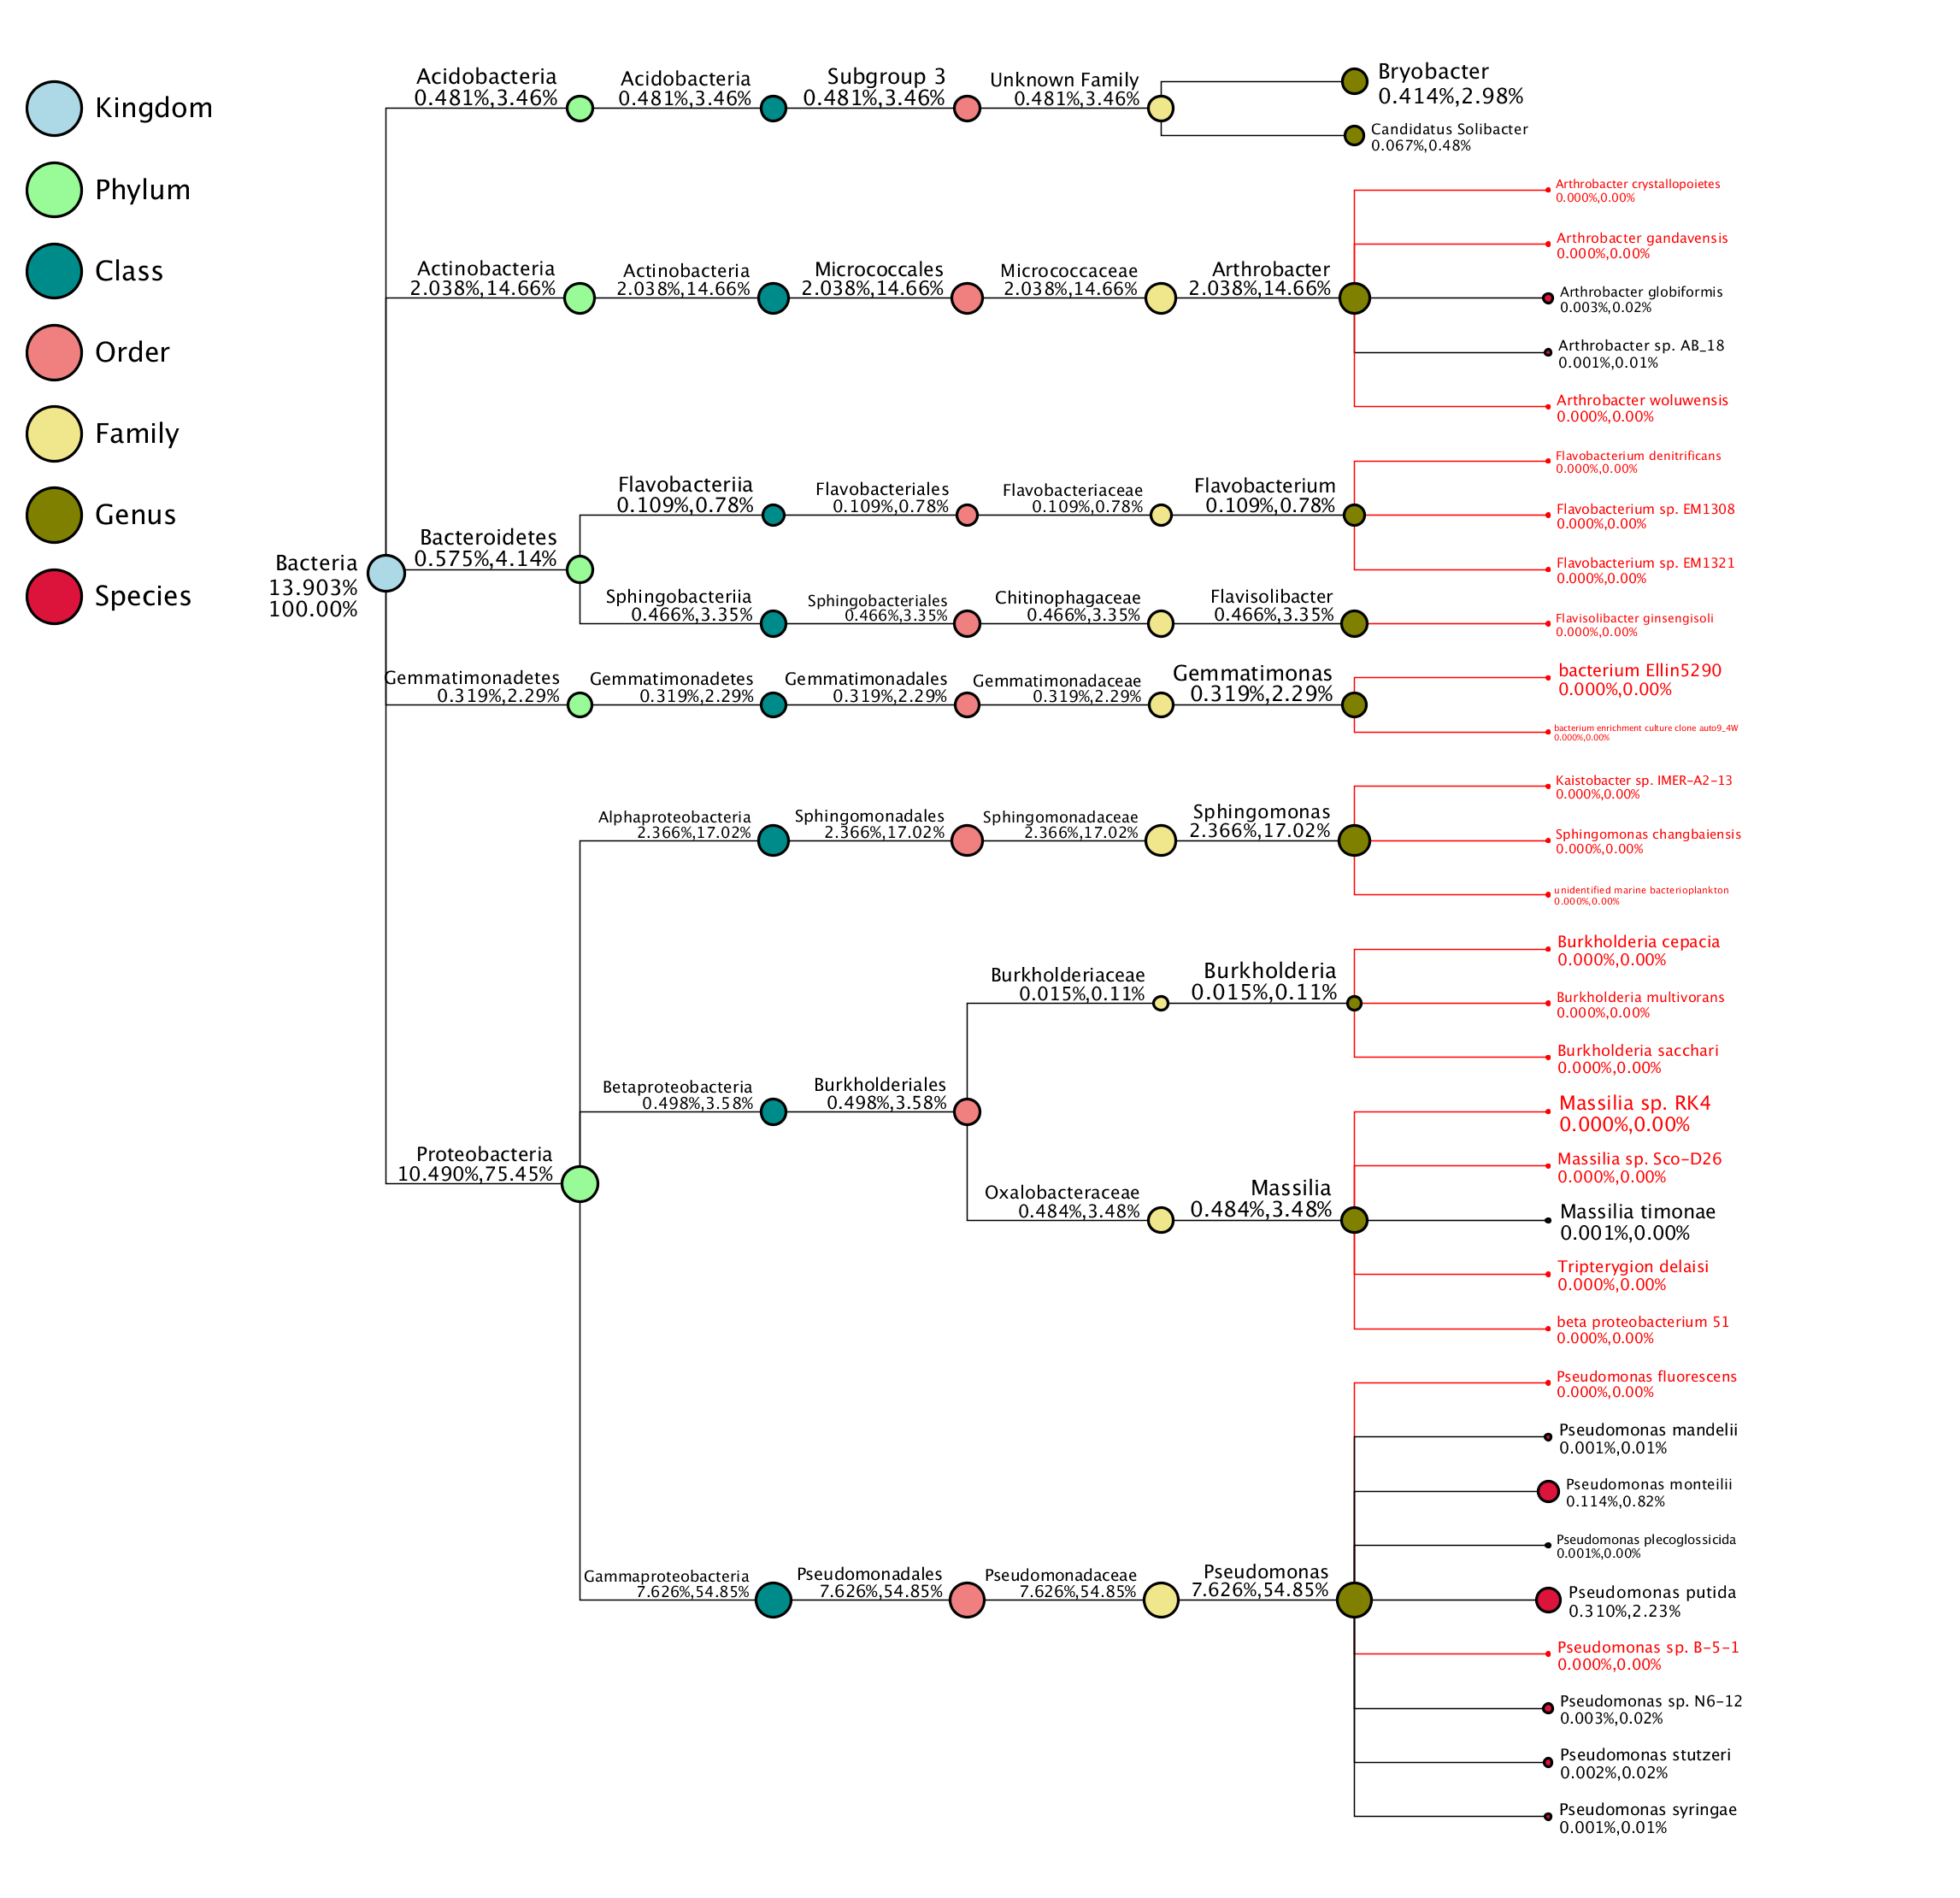 Kingdom
Phylum
Class
Order
Family
Genus
Species
Bacteria
13.903%
100.00%
Acidobacteria
0.481%,3.46%
Acidobacteria
0.481%,3.46%
Subgroup 3
0.481%,3.46%
Unknown Family
0.481%,3.46%
Bryobacter
0.414%,2.98%
Candidatus Solibacter
0.067%,0.48%
Actinobacteria
2.038%,14.66%
Actinobacteria
2.038%,14.66%
Micrococcales
2.038%,14.66%
Micrococcaceae
2.038%,14.66%
Arthrobacter
2.038%,14.66%
Arthrobacter crystallopoietes
0.000%,0.00%
Arthrobacter gandavensis
0.000%,0.00%
Arthrobacter globiformis
0.003%,0.02%
Arthrobacter sp. AB_18
0.001%,0.01%
Arthrobacter woluwensis
0.000%,0.00%
Bacteroidetes
0.575%,4.14%
Flavobacteriia
0.109%,0.78%
Flavobacteriales
0.109%,0.78%
Flavobacteriaceae
0.109%,0.78%
Flavobacterium
0.109%,0.78%
Flavobacterium denitrificans
0.000%,0.00%
Flavobacterium sp. EM1308
0.000%,0.00%
Flavobacterium sp. EM1321
0.000%,0.00%
Sphingobacteriia
0.466%,3.35%
Sphingobacteriales
0.466%,3.35%
Chitinophagaceae
0.466%,3.35%
Flavisolibacter
0.466%,3.35%
Flavisolibacter ginsengisoli
0.000%,0.00%
Gemmatimonadetes
0.319%,2.29%
Gemmatimonadetes
0.319%,2.29%
Gemmatimonadales
0.319%,2.29%
Gemmatimonadaceae
0.319%,2.29%
Gemmatimonas
0.319%,2.29%
bacterium Ellin5290
0.000%,0.00%
bacterium enrichment culture clone auto9_4W
0.000%,0.00%
Proteobacteria
10.490%,75.45%
Alphaproteobacteria
2.366%,17.02%
Sphingomonadales
2.366%,17.02%
Sphingomonadaceae
2.366%,17.02%
Sphingomonas
2.366%,17.02%
Kaistobacter sp. IMER-A2-13
0.000%,0.00%
Sphingomonas changbaiensis
0.000%,0.00%
unidentified marine bacterioplankton
0.000%,0.00%
Betaproteobacteria
0.498%,3.58%
Burkholderiales
0.498%,3.58%
Burkholderiaceae
0.015%,0.11%
Burkholderia
0.015%,0.11%
Burkholderia cepacia
0.000%,0.00%
Burkholderia multivorans
0.000%,0.00%
Burkholderia sacchari
0.000%,0.00%
Oxalobacteraceae
0.484%,3.48%
Massilia
0.484%,3.48%
Massilia sp. RK4
0.000%,0.00%
Massilia sp. Sco-D26
0.000%,0.00%
Massilia timonae
0.001%,0.00%
Tripterygion delaisi
0.000%,0.00%
beta proteobacterium 51
0.000%,0.00%
Gammaproteobacteria
7.626%,54.85%
Pseudomonadales
7.626%,54.85%
Pseudomonadaceae
7.626%,54.85%
Pseudomonas
7.626%,54.85%
Pseudomonas fluorescens
0.000%,0.00%
Pseudomonas mandelii
0.001%,0.01%
Pseudomonas monteilii
0.114%,0.82%
Pseudomonas plecoglossicida
0.001%,0.00%
Pseudomonas putida
0.310%,2.23%
Pseudomonas sp. B-5-1
0.000%,0.00%
Pseudomonas sp. N6-12
0.003%,0.02%
Pseudomonas stutzeri
0.002%,0.02%
Pseudomonas syringae
0.001%,0.01%